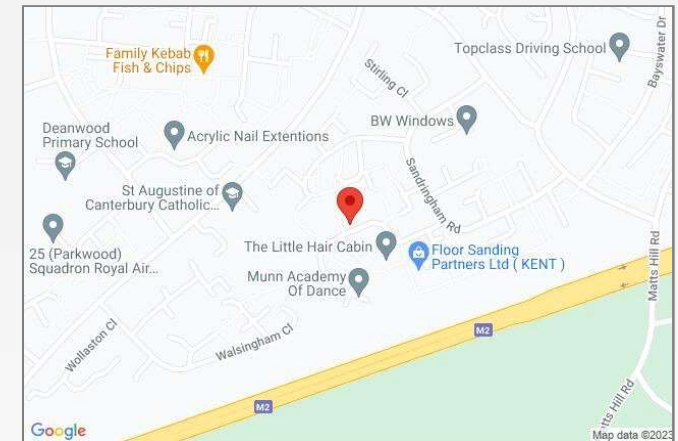 Family Kebab
Fish & Chips
Topclass Driving School
Bayswater Dr
Stirling Cl
BW Windows
Deanwood
Primary School
Acrylic Nail Extentions
St Augustine of
Canterbury Catholic...
Sandringham Rd
25 (Parkwood)
Squadron Royal Air...
The Little Hair Cabin
Floor Sanding
Partners Ltd ( KENT )
Munn Academy
Of Dance
Matts Hill Rd
Wollaston Cl
Walsingham Cl
M2
M2
tts Hill Rd
Google
Map data ©2023